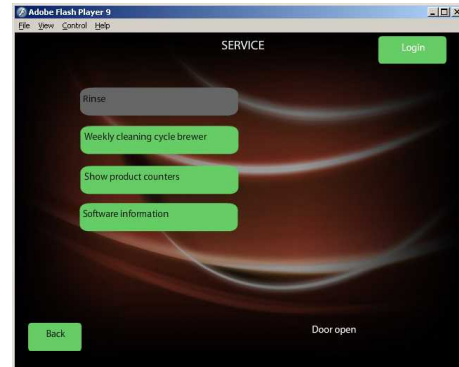 Adobe Flash Player 9
File View Control Help
SERVICE
Login
Rinse
Weekly cleaning cycle brewer
Show product counters
Software information
Back
Door open